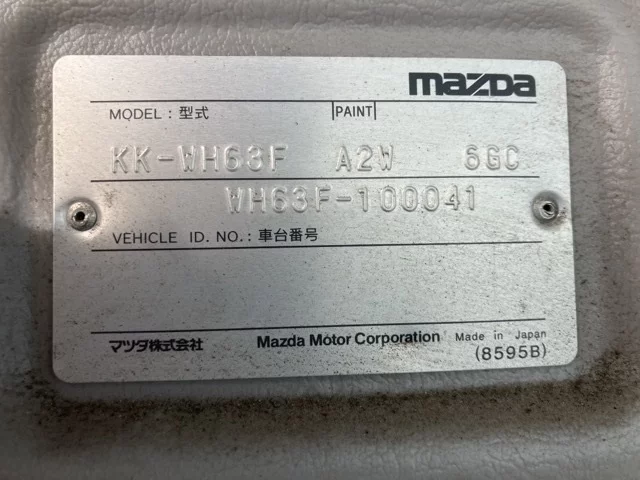 mazda
MODEL : 型式 PAINT
KK-WH63F A2W 6GC
WH63F-100041
VEHICLE ID. NO. : 車台番号
マツダ株式会社 Mazda Motor Corporation Made in Japan
(8595B)